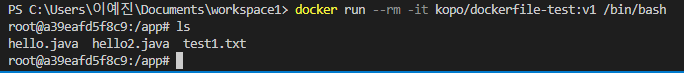 PS C:\Users\이예진\Documents\workspace1> docker run --rm -it kopo/dockerfile-test:v1 /bin/bash
root@a39eafd5f8c9:/app# ls
hello.java  hello2.java  test1.txt
root@a39eafd5f8c9:/app#